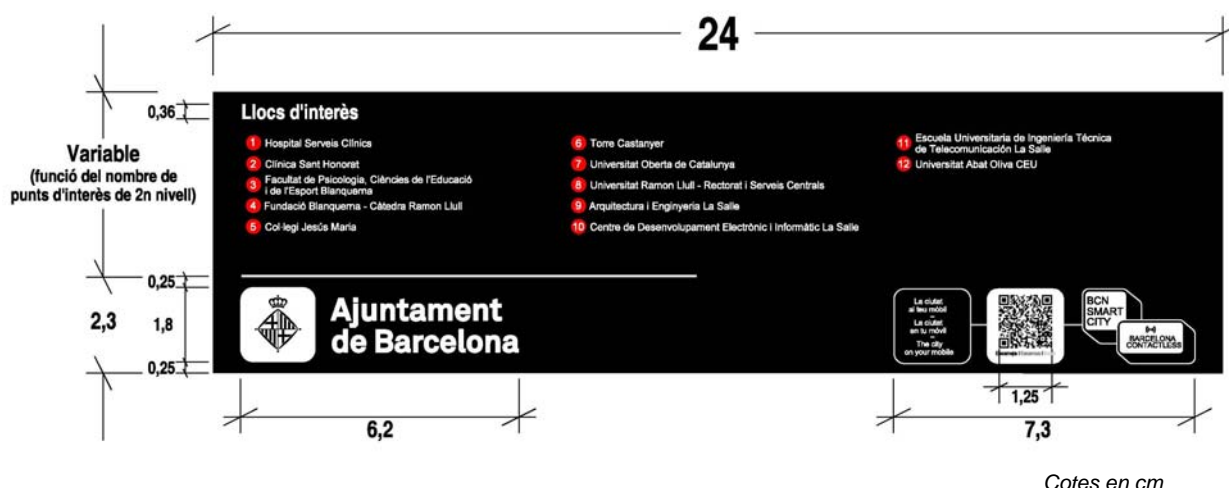 24
0,36
Variable
(funció del nombre de
punts d'interès de 2n nivell)
Llocs d'interès
1 Hospital Serveis Clínics
2 Clínica Sant Honorat
3 Facultat de Psicologia, Ciències de l'Educació
i de l'Esport Blanquerna
4 Fundació Blanquerna - Càtedra Ramon Llull
5 Col·legi Jesús Maria
6 Torre Castanyer
7 Universitat Oberta de Catalunya
8 Universitat Ramon Llull - Rectorat i Serveis Centrals
9 Arquitectura i Enginyeria La Salle
10 Centre de Desenvolupament Electrònic i Informàtic La Salle
11 Escuela Universitaria de Ingeniería Técnica
de Telecomunicación La Salle
12 Universitat Abat Oliva CEU
0,25
2,3
1,8
0,25
Ajuntament
de Barcelona
La ciutat
al teu mòbil
–
La ciutat
en tu móvil
–
The city
on your mobile
BCN
SMART
CITY
BARCELONA
CONTACTLESS
1,25
6,2
7,3
Cotes en cm